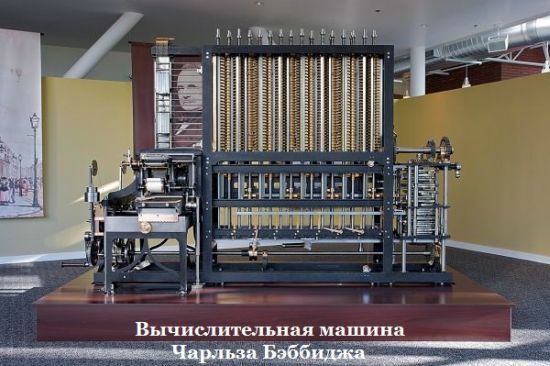 Вычислительная машина
Чарльза Бэббиджа